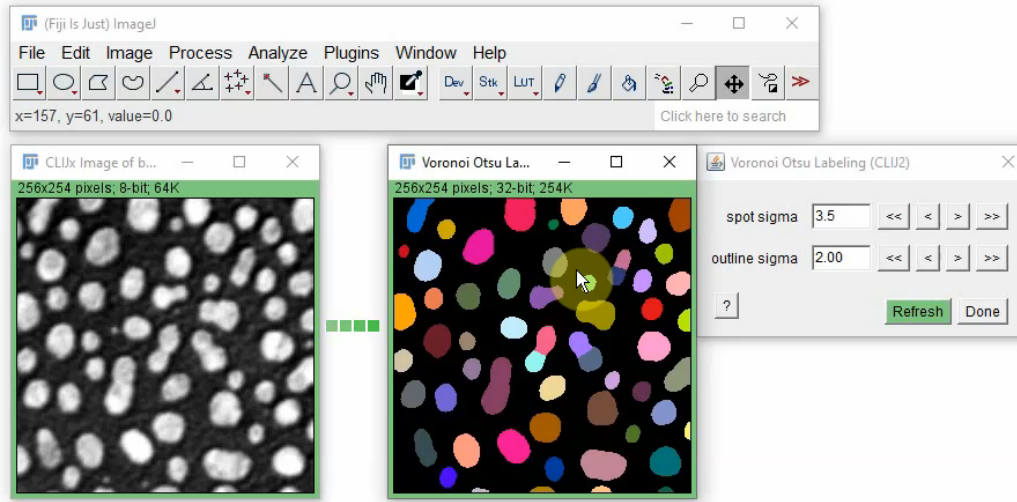 (Fiji Is Just) ImageJ
File Edit Image Process Analyze Plugins Window Help
Dev Stk LUT
x=157, y=61, value=0.0
Click here to search
CLIJx Image of b...
256x254 pixels; 8-bit; 64K
Voronoi Otsu La...
256x254 pixels; 32-bit; 254K
Voronoi Otsu Labeling (CLIJ2)
spot sigma 3.5 << < > >>
outline sigma 2.00 << < > >>
? Refresh Done